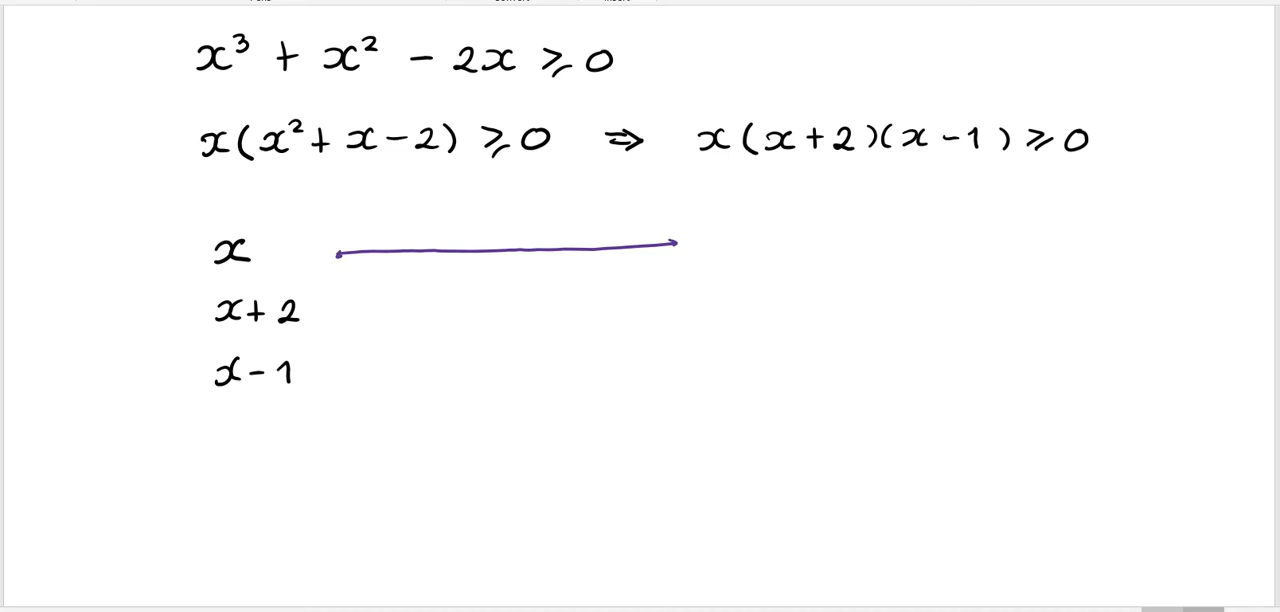 x³ + x² - 2x ⩾ 0
x(x² + x - 2) ⩾ 0 ⇒ x(x + 2)(x - 1) ⩾ 0
x
x + 2
x - 1